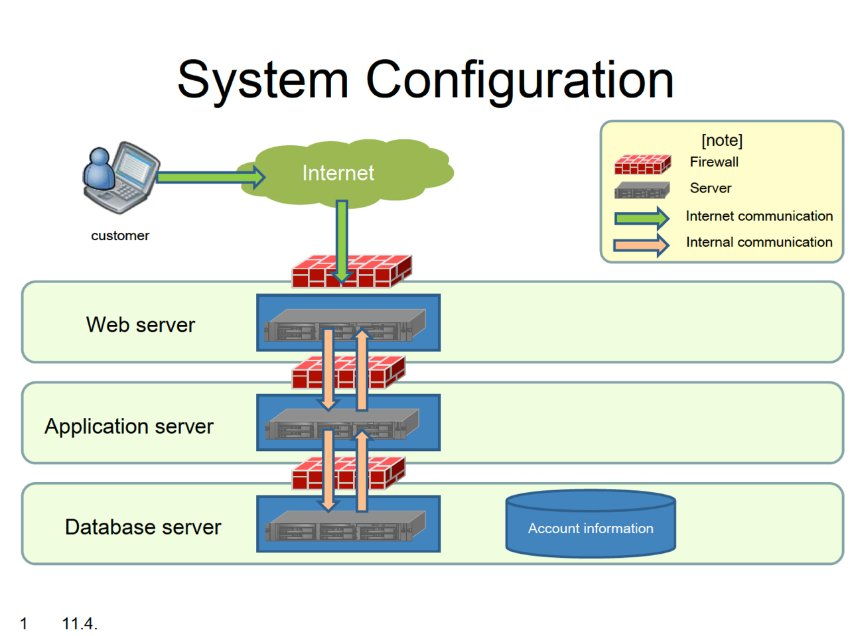 System Configuration
[note]
Firewall
Server
Internet communication
Internal communication
Internet
customer
Web server
Application server
Database server
Account information
1 11.4.